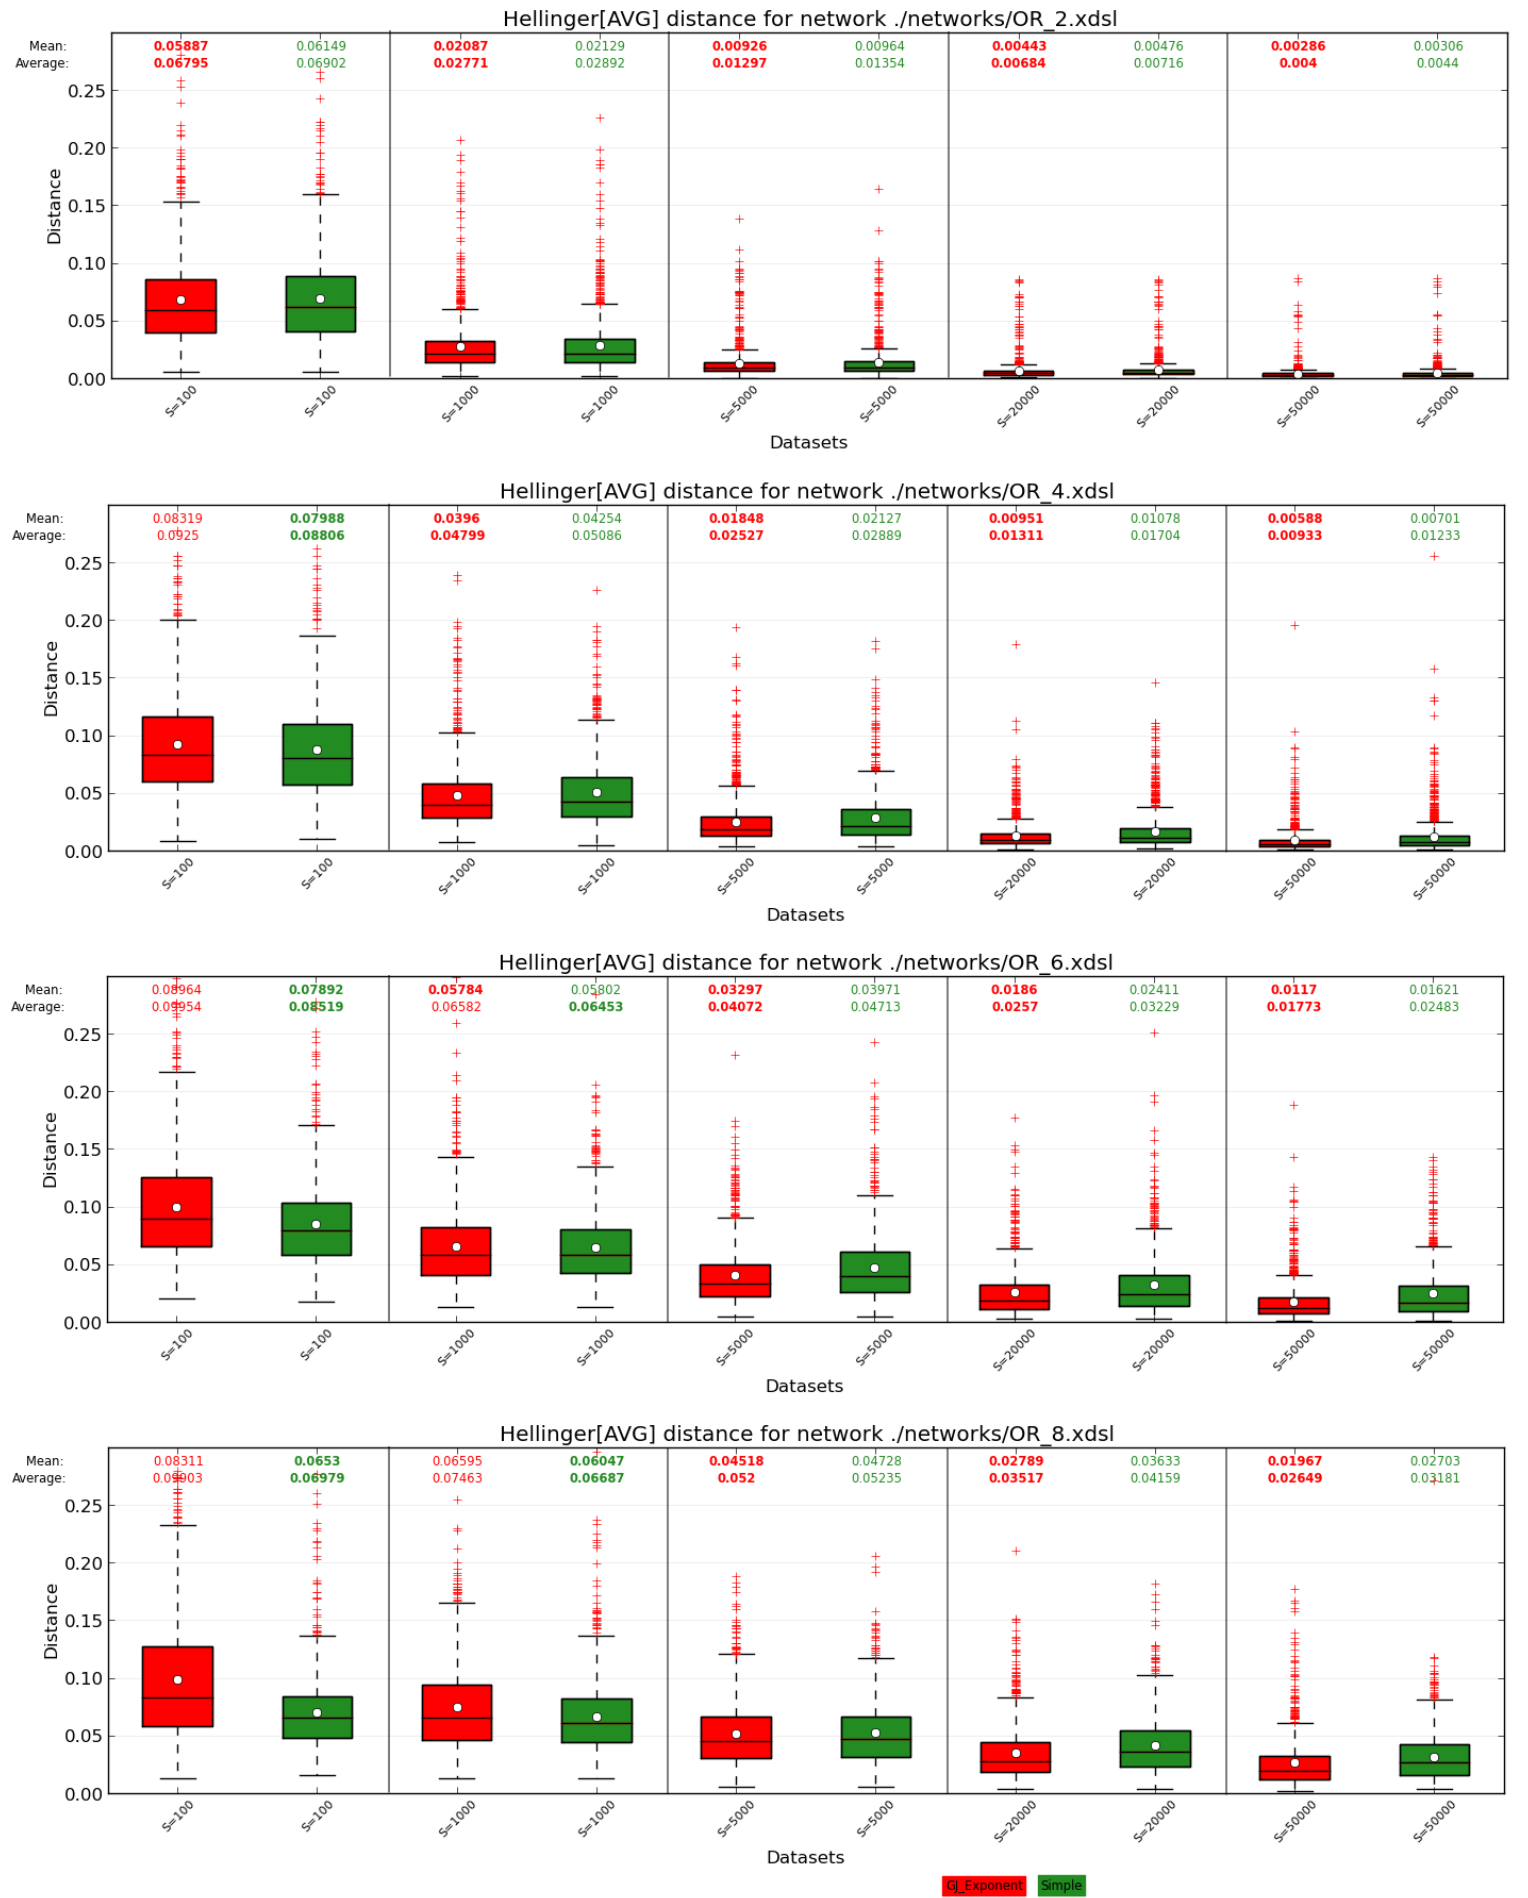 Hellinger[AVG] distance for network ./networks/OR_2.xdsl
Mean: 0.05887 0.06149 0.02087 0.02129 0.00926 0.00964 0.00443 0.00476 0.00286 0.00306
Average: 0.06795 0.06902 0.02771 0.02892 0.01297 0.01354 0.00684 0.00716 0.004 0.0044
0.25
0.20
0.15
0.10
0.05
0.00
Distance
S=100 S=100 S=1000 S=1000 S=5000 S=5000 S=20000 S=20000 S=50000 S=50000
Datasets
Hellinger[AVG] distance for network ./networks/OR_4.xdsl
Mean: 0.08319 0.07988 0.0396 0.04254 0.01848 0.02127 0.00951 0.01078 0.00588 0.00701
Average: 0.0925 0.08806 0.04799 0.05086 0.02527 0.02889 0.01311 0.01704 0.00933 0.01233
0.25
0.20
0.15
0.10
0.05
0.00
Distance
S=100 S=100 S=1000 S=1000 S=5000 S=5000 S=20000 S=20000 S=50000 S=50000
Datasets
Hellinger[AVG] distance for network ./networks/OR_6.xdsl
Mean: 0.08964 0.07892 0.05784 0.05802 0.03297 0.03971 0.0186 0.02411 0.0117 0.01621
Average: 0.09954 0.08519 0.06582 0.06453 0.04072 0.04713 0.0257 0.03229 0.01773 0.02483
0.25
0.20
0.15
0.10
0.05
0.00
Distance
S=100 S=100 S=1000 S=1000 S=5000 S=5000 S=20000 S=20000 S=50000 S=50000
Datasets
Hellinger[AVG] distance for network ./networks/OR_8.xdsl
Mean: 0.08311 0.0653 0.06595 0.06047 0.04518 0.04728 0.02789 0.03633 0.01967 0.02703
Average: 0.09903 0.06979 0.07463 0.06687 0.052 0.05235 0.03517 0.04159 0.02649 0.03181
0.25
0.20
0.15
0.10
0.05
0.00
Distance
S=100 S=100 S=1000 S=1000 S=5000 S=5000 S=20000 S=20000 S=50000 S=50000
Datasets
GJ_Exponent Simple